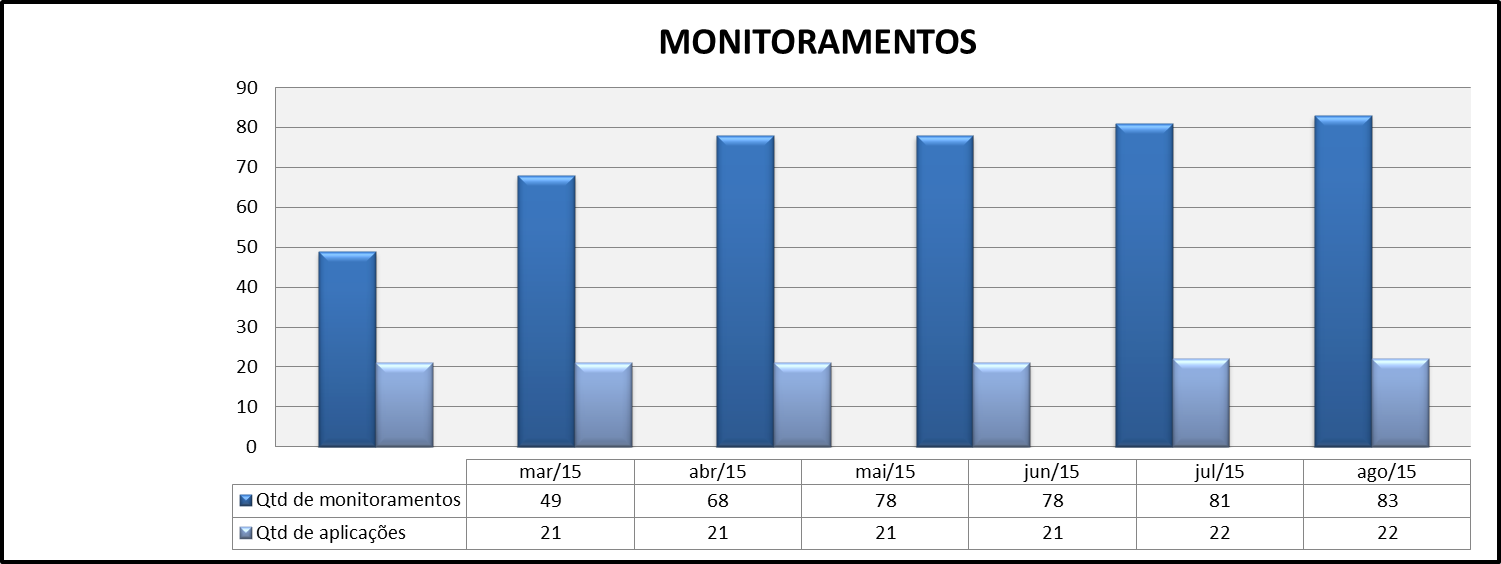 MONITORAMENTOS
90
80
70
60
50
40
30
20
10
0
mar/15 abr/15 mai/15 jun/15 jul/15 ago/15
Qtd de monitoramentos 49 68 78 78 81 83
Qtd de aplicações 21 21 21 21 22 22